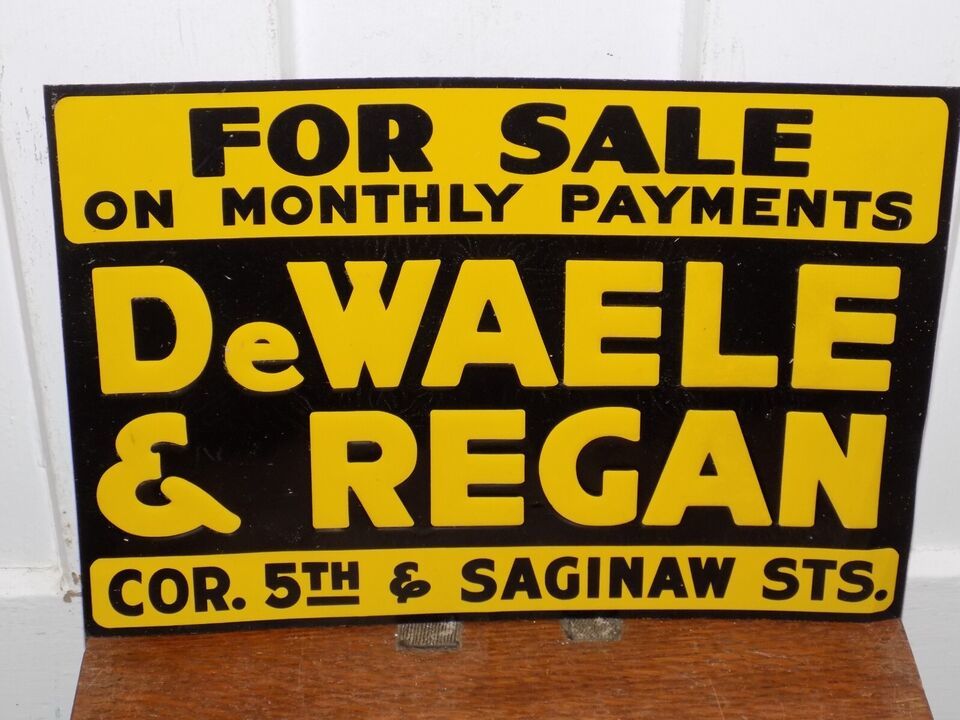 FOR SALE
ON MONTHLY PAYMENTS
DeWAELE
& REGAN
COR. 5TH & SAGINAW STS.